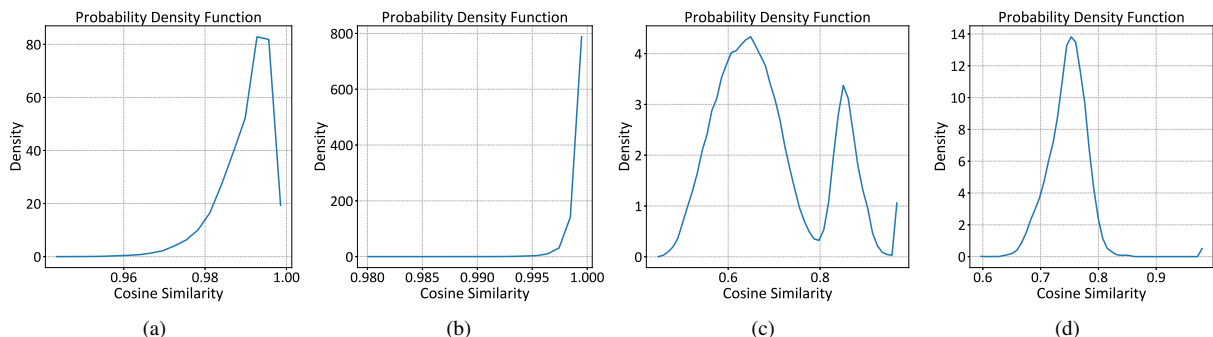 Probability Density Function
Density
80
60
40
20
0
0.96 0.98 1.00
Cosine Similarity
(a)
Probability Density Function
Density
800
600
400
200
0
0.980 0.985 0.990 0.995 1.000
Cosine Similarity
(b)
Probability Density Function
Density
4
3
2
1
0
0.6 0.8
Cosine Similarity
(c)
Probability Density Function
Density
14
12
10
8
6
4
2
0
0.6 0.7 0.8 0.9
Cosine Similarity
(d)